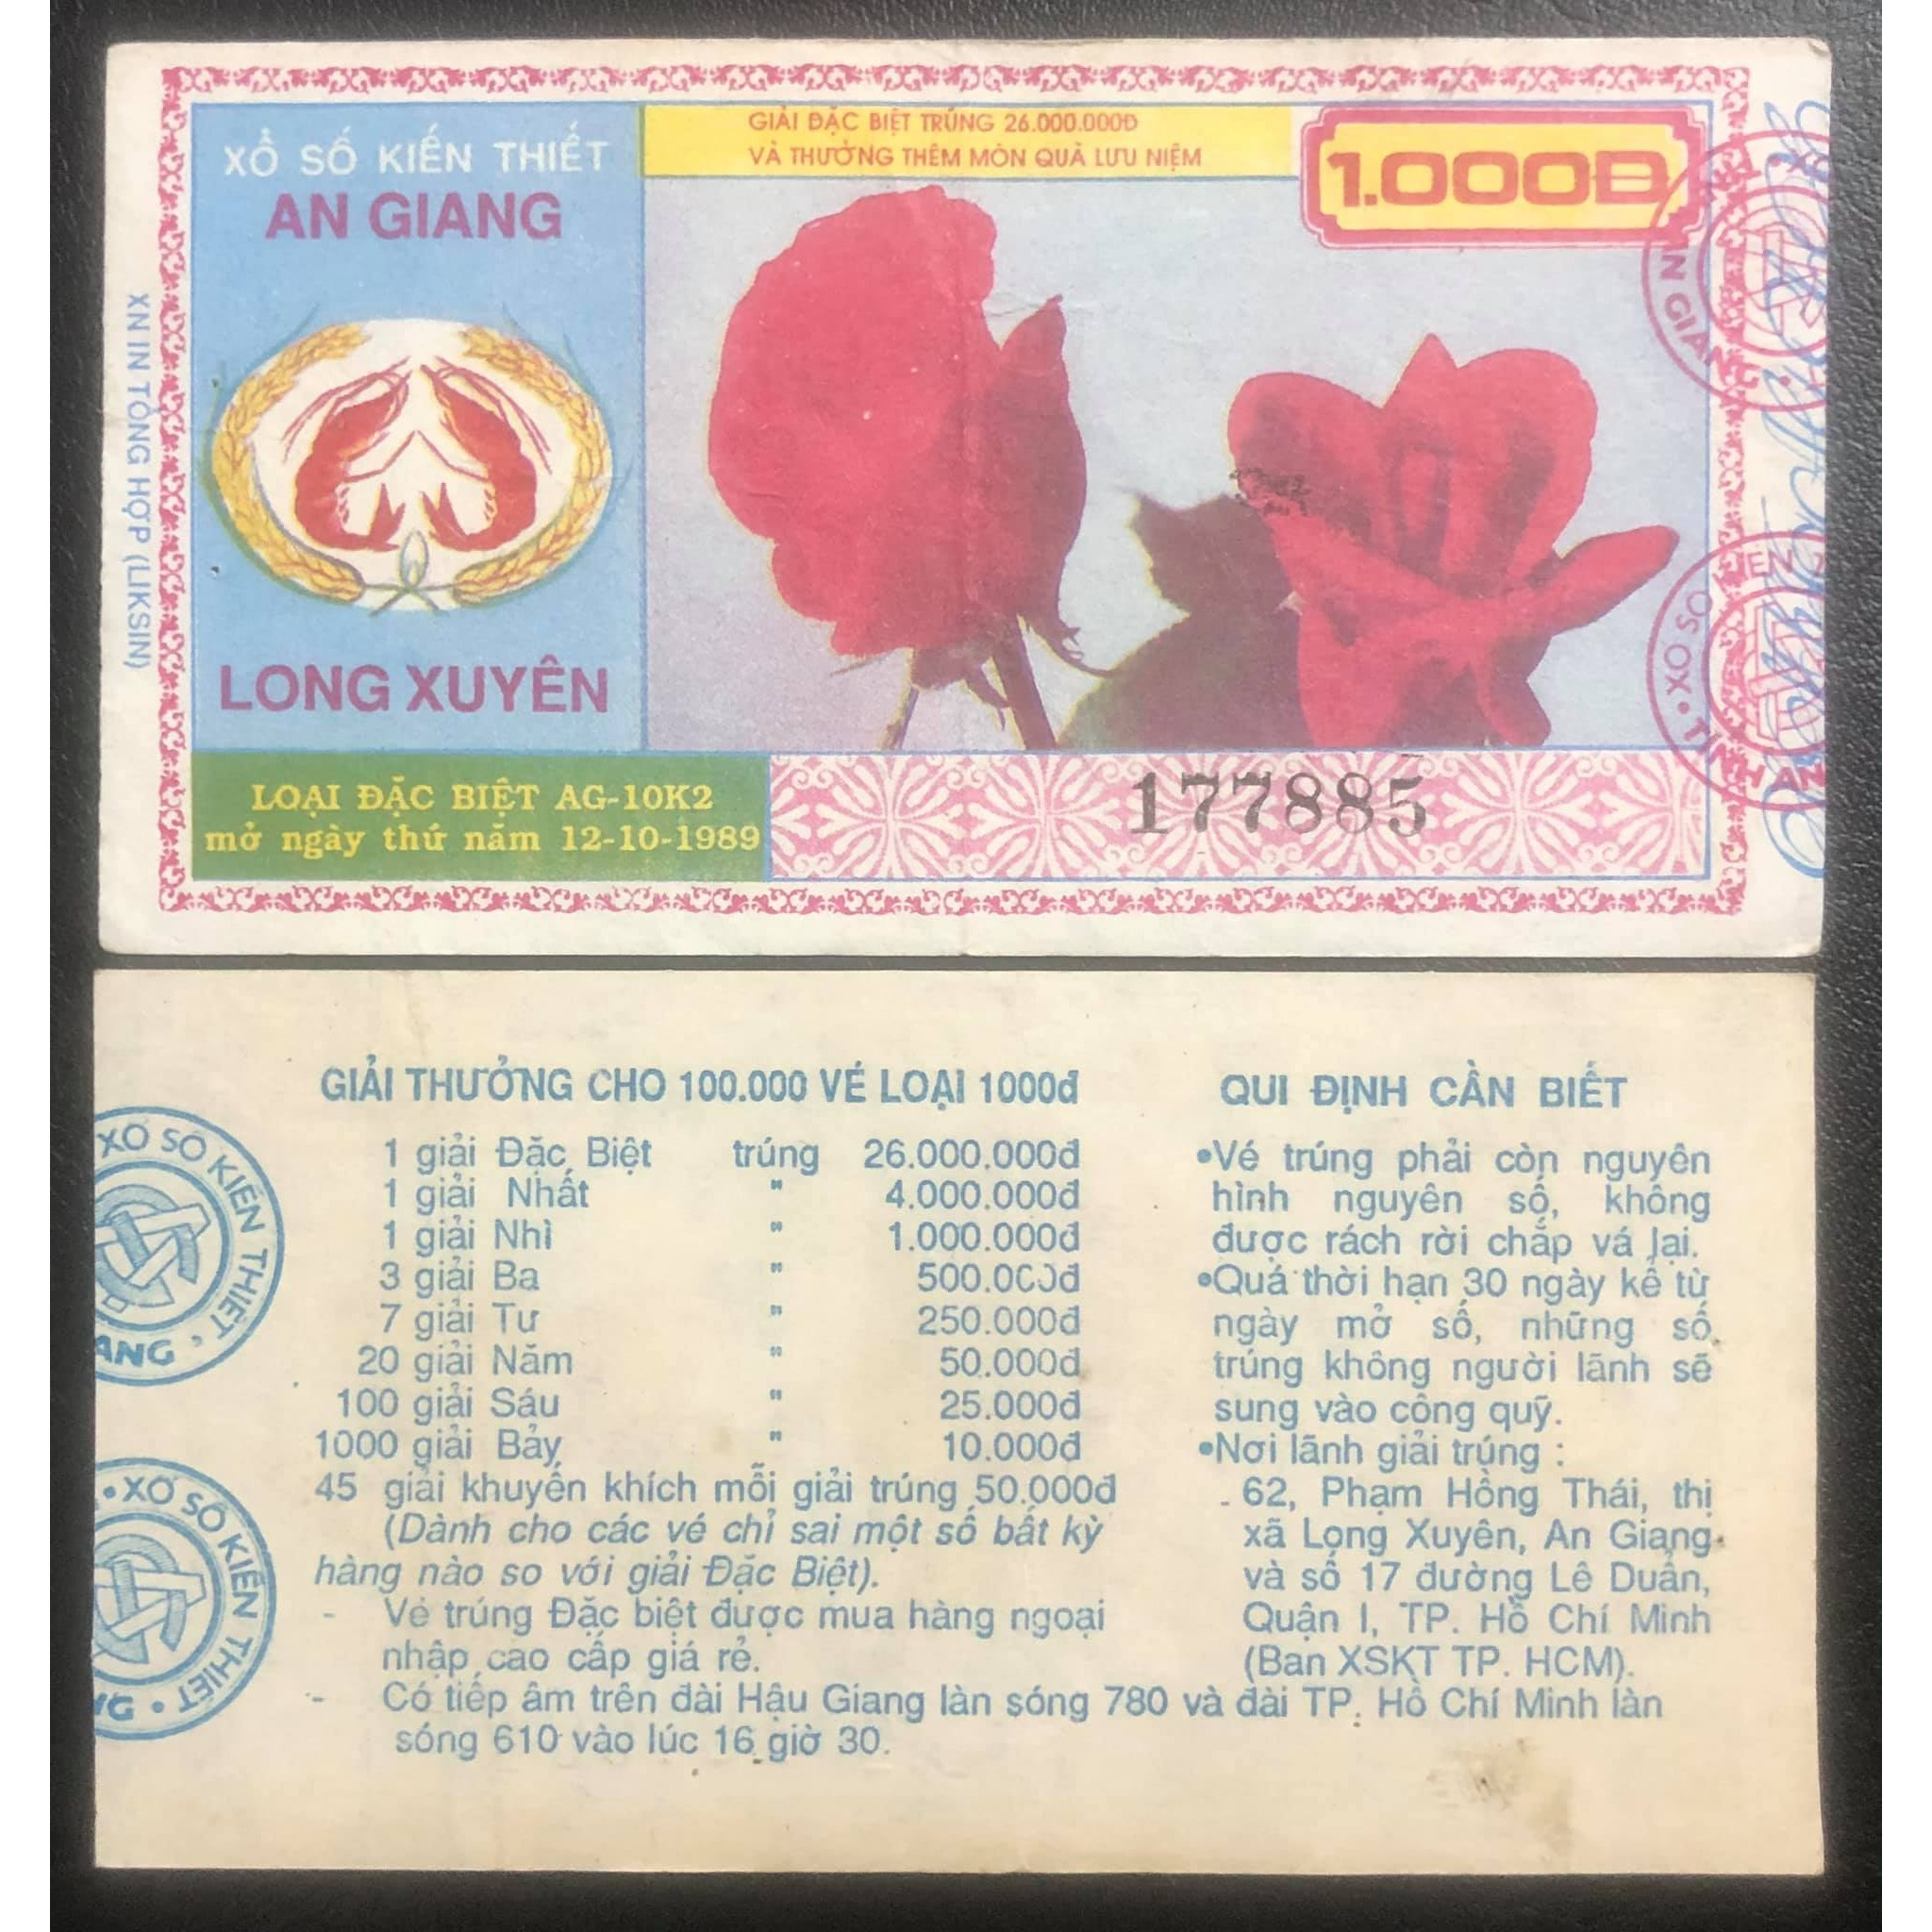 XỔ SỐ KIẾN THIẾT
AN GIANG
LONG XUYÊN
GIẢI ĐẶC BIỆT TRÚNG 26.000.000Đ
VÀ THƯỞNG THÊM MÓN QUÀ LƯU NIỆM
1.000Đ
XN IN TỔNG HỢP (LIKSIN)
LOẠI ĐẶC BIỆT AG-10K2
mở ngày thứ năm 12-10-1989
177885
AN GIANG
XỔ SỐ
TỈNH AN
GIẢI THƯỞNG CHO 100.000 VÉ LOẠI 1000đ
1 giải Đặc Biệt trúng 26.000.000đ
1 giải Nhất " 4.000.000đ
1 giải Nhì " 1.000.000đ
3 giải Ba " 500.000đ
7 giải Tư " 250.000đ
20 giải Năm " 50.000đ
100 giải Sáu " 25.000đ
1000 giải Bảy " 10.000đ
45 giải khuyến khích mỗi giải trúng 50.000đ
(Dành cho các vé chỉ sai một số bất kỳ
hàng nào so với giải Đặc Biệt).
- Vé trúng Đặc biệt được mua hàng ngoại
nhập cao cấp giá rẻ.
- Có tiếp âm trên đài Hậu Giang làn sóng 780 và đài TP. Hồ Chí Minh làn
sóng 610 vào lúc 16 giờ 30.
QUI ĐỊNH CẦN BIẾT
•Vé trúng phải còn nguyên
hình nguyên số, không
được rách rời chắp vá lại.
•Quá thời hạn 30 ngày kể từ
ngày mở số, những số
trúng không người lãnh sẽ
sung vào công quỹ.
•Nơi lãnh giải trúng :
- 62, Phạm Hồng Thái, thị
xã Long Xuyên, An Giang
và số 17 đường Lê Duẩn,
Quận I, TP. Hồ Chí Minh
(Ban XSKT TP. HCM).
XỔ SỐ KIẾN THIẾT
ANG
XỔ SỐ KIẾN THIẾT